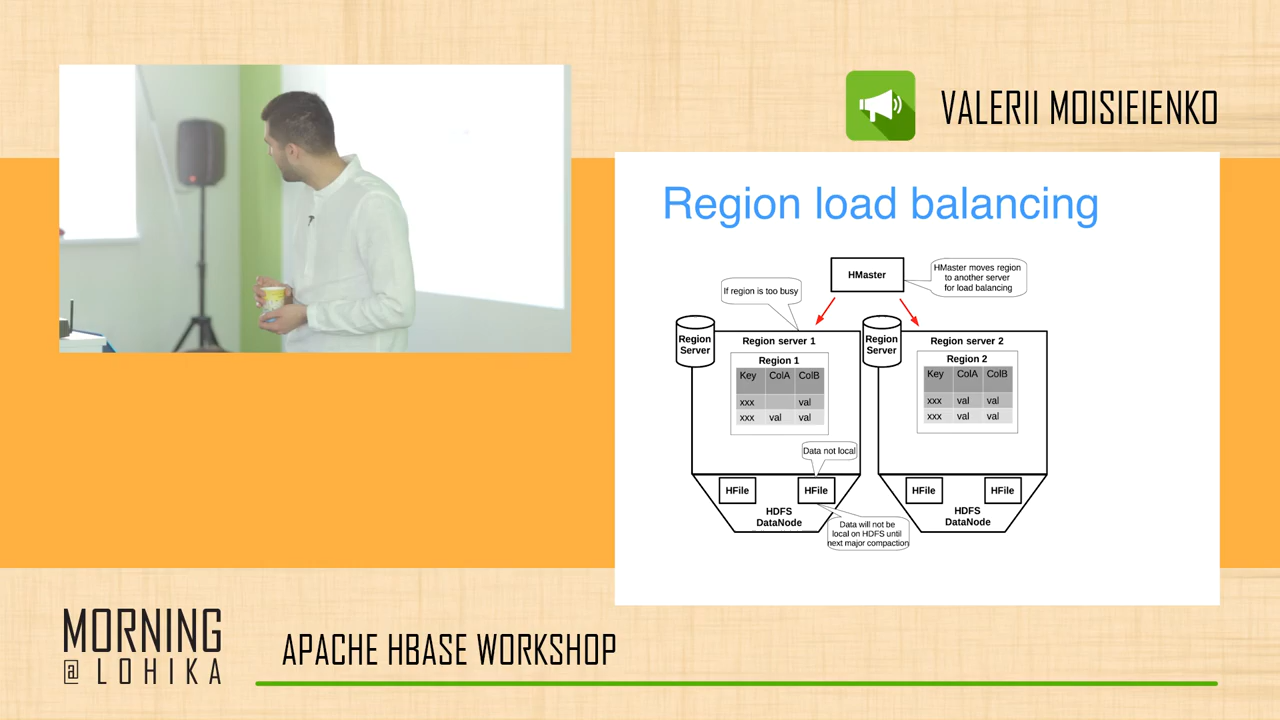 VALERII MOISIEIENKO
Region load balancing
HMaster
HMaster moves region
to another server
for load balancing
If region is too busy
Region
Server
Region server 1
Region 1
Key ColA ColB
xxx val
xxx val val
Data not local
HFile
HFile
HDFS
DataNode
Data will not be
local on HDFS until
next major compaction
Region
Server
Region server 2
Region 2
Key ColA ColB
xxx val val
xxx val val
HFile
HFile
HDFS
DataNode
MORNING
@ LOHIKA
APACHE HBASE WORKSHOP